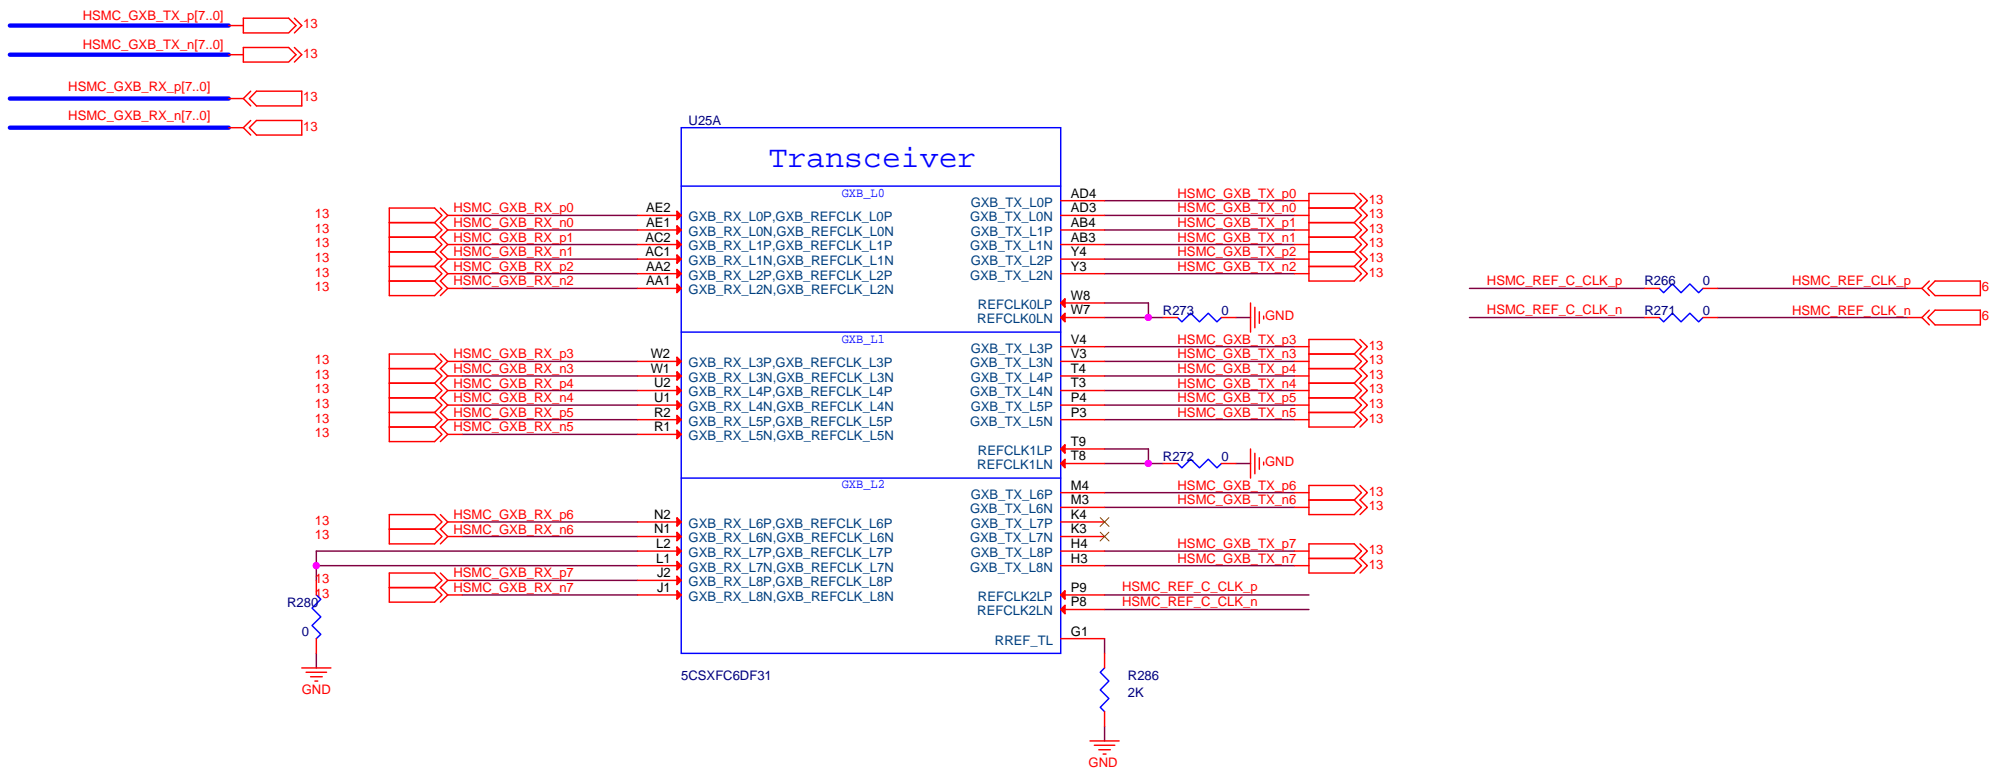 HSMC_GXB_TX_p[7..0] 13
HSMC_GXB_TX_n[7..0] 13
HSMC_GXB_RX_p[7..0] 13
HSMC_GXB_RX_n[7..0] 13
U25A
Transceiver
GXB_L0
13 HSMC_GXB_RX_p0 AE2 GXB_RX_L0P,GXB_REFCLK_L0P
13 HSMC_GXB_RX_n0 AE1 GXB_RX_L0N,GXB_REFCLK_L0N
13 HSMC_GXB_RX_p1 AC2 GXB_RX_L1P,GXB_REFCLK_L1P
13 HSMC_GXB_RX_n1 AC1 GXB_RX_L1N,GXB_REFCLK_L1N
13 HSMC_GXB_RX_p2 AA2 GXB_RX_L2P,GXB_REFCLK_L2P
13 HSMC_GXB_RX_n2 AA1 GXB_RX_L2N,GXB_REFCLK_L2N
GXB_TX_L0P AD4 HSMC_GXB_TX_p0 13
GXB_TX_L0N AD3 HSMC_GXB_TX_n0 13
GXB_TX_L1P AB4 HSMC_GXB_TX_p1 13
GXB_TX_L1N AB3 HSMC_GXB_TX_n1 13
GXB_TX_L2P Y4 HSMC_GXB_TX_p2 13
GXB_TX_L2N Y3 HSMC_GXB_TX_n2 13
REFCLK0LP W8
REFCLK0LN W7 R273 0 GND
GXB_L1
13 HSMC_GXB_RX_p3 W2 GXB_RX_L3P,GXB_REFCLK_L3P
13 HSMC_GXB_RX_n3 W1 GXB_RX_L3N,GXB_REFCLK_L3N
13 HSMC_GXB_RX_p4 U2 GXB_RX_L4P,GXB_REFCLK_L4P
13 HSMC_GXB_RX_n4 U1 GXB_RX_L4N,GXB_REFCLK_L4N
13 HSMC_GXB_RX_p5 R2 GXB_RX_L5P,GXB_REFCLK_L5P
13 HSMC_GXB_RX_n5 R1 GXB_RX_L5N,GXB_REFCLK_L5N
GXB_TX_L3P V4 HSMC_GXB_TX_p3 13
GXB_TX_L3N V3 HSMC_GXB_TX_n3 13
GXB_TX_L4P T4 HSMC_GXB_TX_p4 13
GXB_TX_L4N T3 HSMC_GXB_TX_n4 13
GXB_TX_L5P P4 HSMC_GXB_TX_p5 13
GXB_TX_L5N P3 HSMC_GXB_TX_n5 13
REFCLK1LP T9
REFCLK1LN T8 R272 0 GND
GXB_L2
13 HSMC_GXB_RX_p6 N2 GXB_RX_L6P,GXB_REFCLK_L6P
13 HSMC_GXB_RX_n6 N1 GXB_RX_L6N,GXB_REFCLK_L6N
L2 GXB_RX_L7P,GXB_REFCLK_L7P
L1 GXB_RX_L7N,GXB_REFCLK_L7N
13 HSMC_GXB_RX_p7 J2 GXB_RX_L8P,GXB_REFCLK_L8P
13 HSMC_GXB_RX_n7 J1 GXB_RX_L8N,GXB_REFCLK_L8N
R280
0
GND
GXB_TX_L6P M4 HSMC_GXB_TX_p6 13
GXB_TX_L6N M3 HSMC_GXB_TX_n6 13
GXB_TX_L7P K4
GXB_TX_L7N K3
GXB_TX_L8P H4 HSMC_GXB_TX_p7 13
GXB_TX_L8N H3 HSMC_GXB_TX_n7 13
REFCLK2LP P9 HSMC_REF_C_CLK_p
REFCLK2LN P8 HSMC_REF_C_CLK_n
RREF_TL G1
5CSXFC6DF31
R286
2K
GND
HSMC_REF_C_CLK_p R266 0 HSMC_REF_CLK_p 6
HSMC_REF_C_CLK_n R271 0 HSMC_REF_CLK_n 6